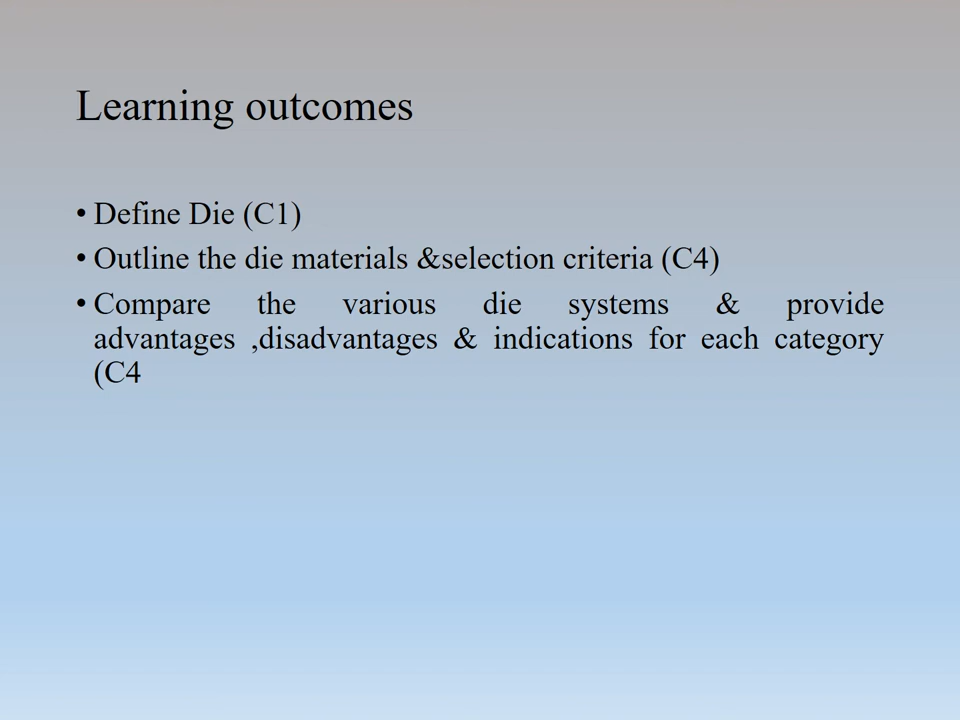 Learning outcomes
• Define Die (C1)
• Outline the die materials &selection criteria (C4)
• Compare the various die systems & provide
advantages ,disadvantages & indications for each category
(C4